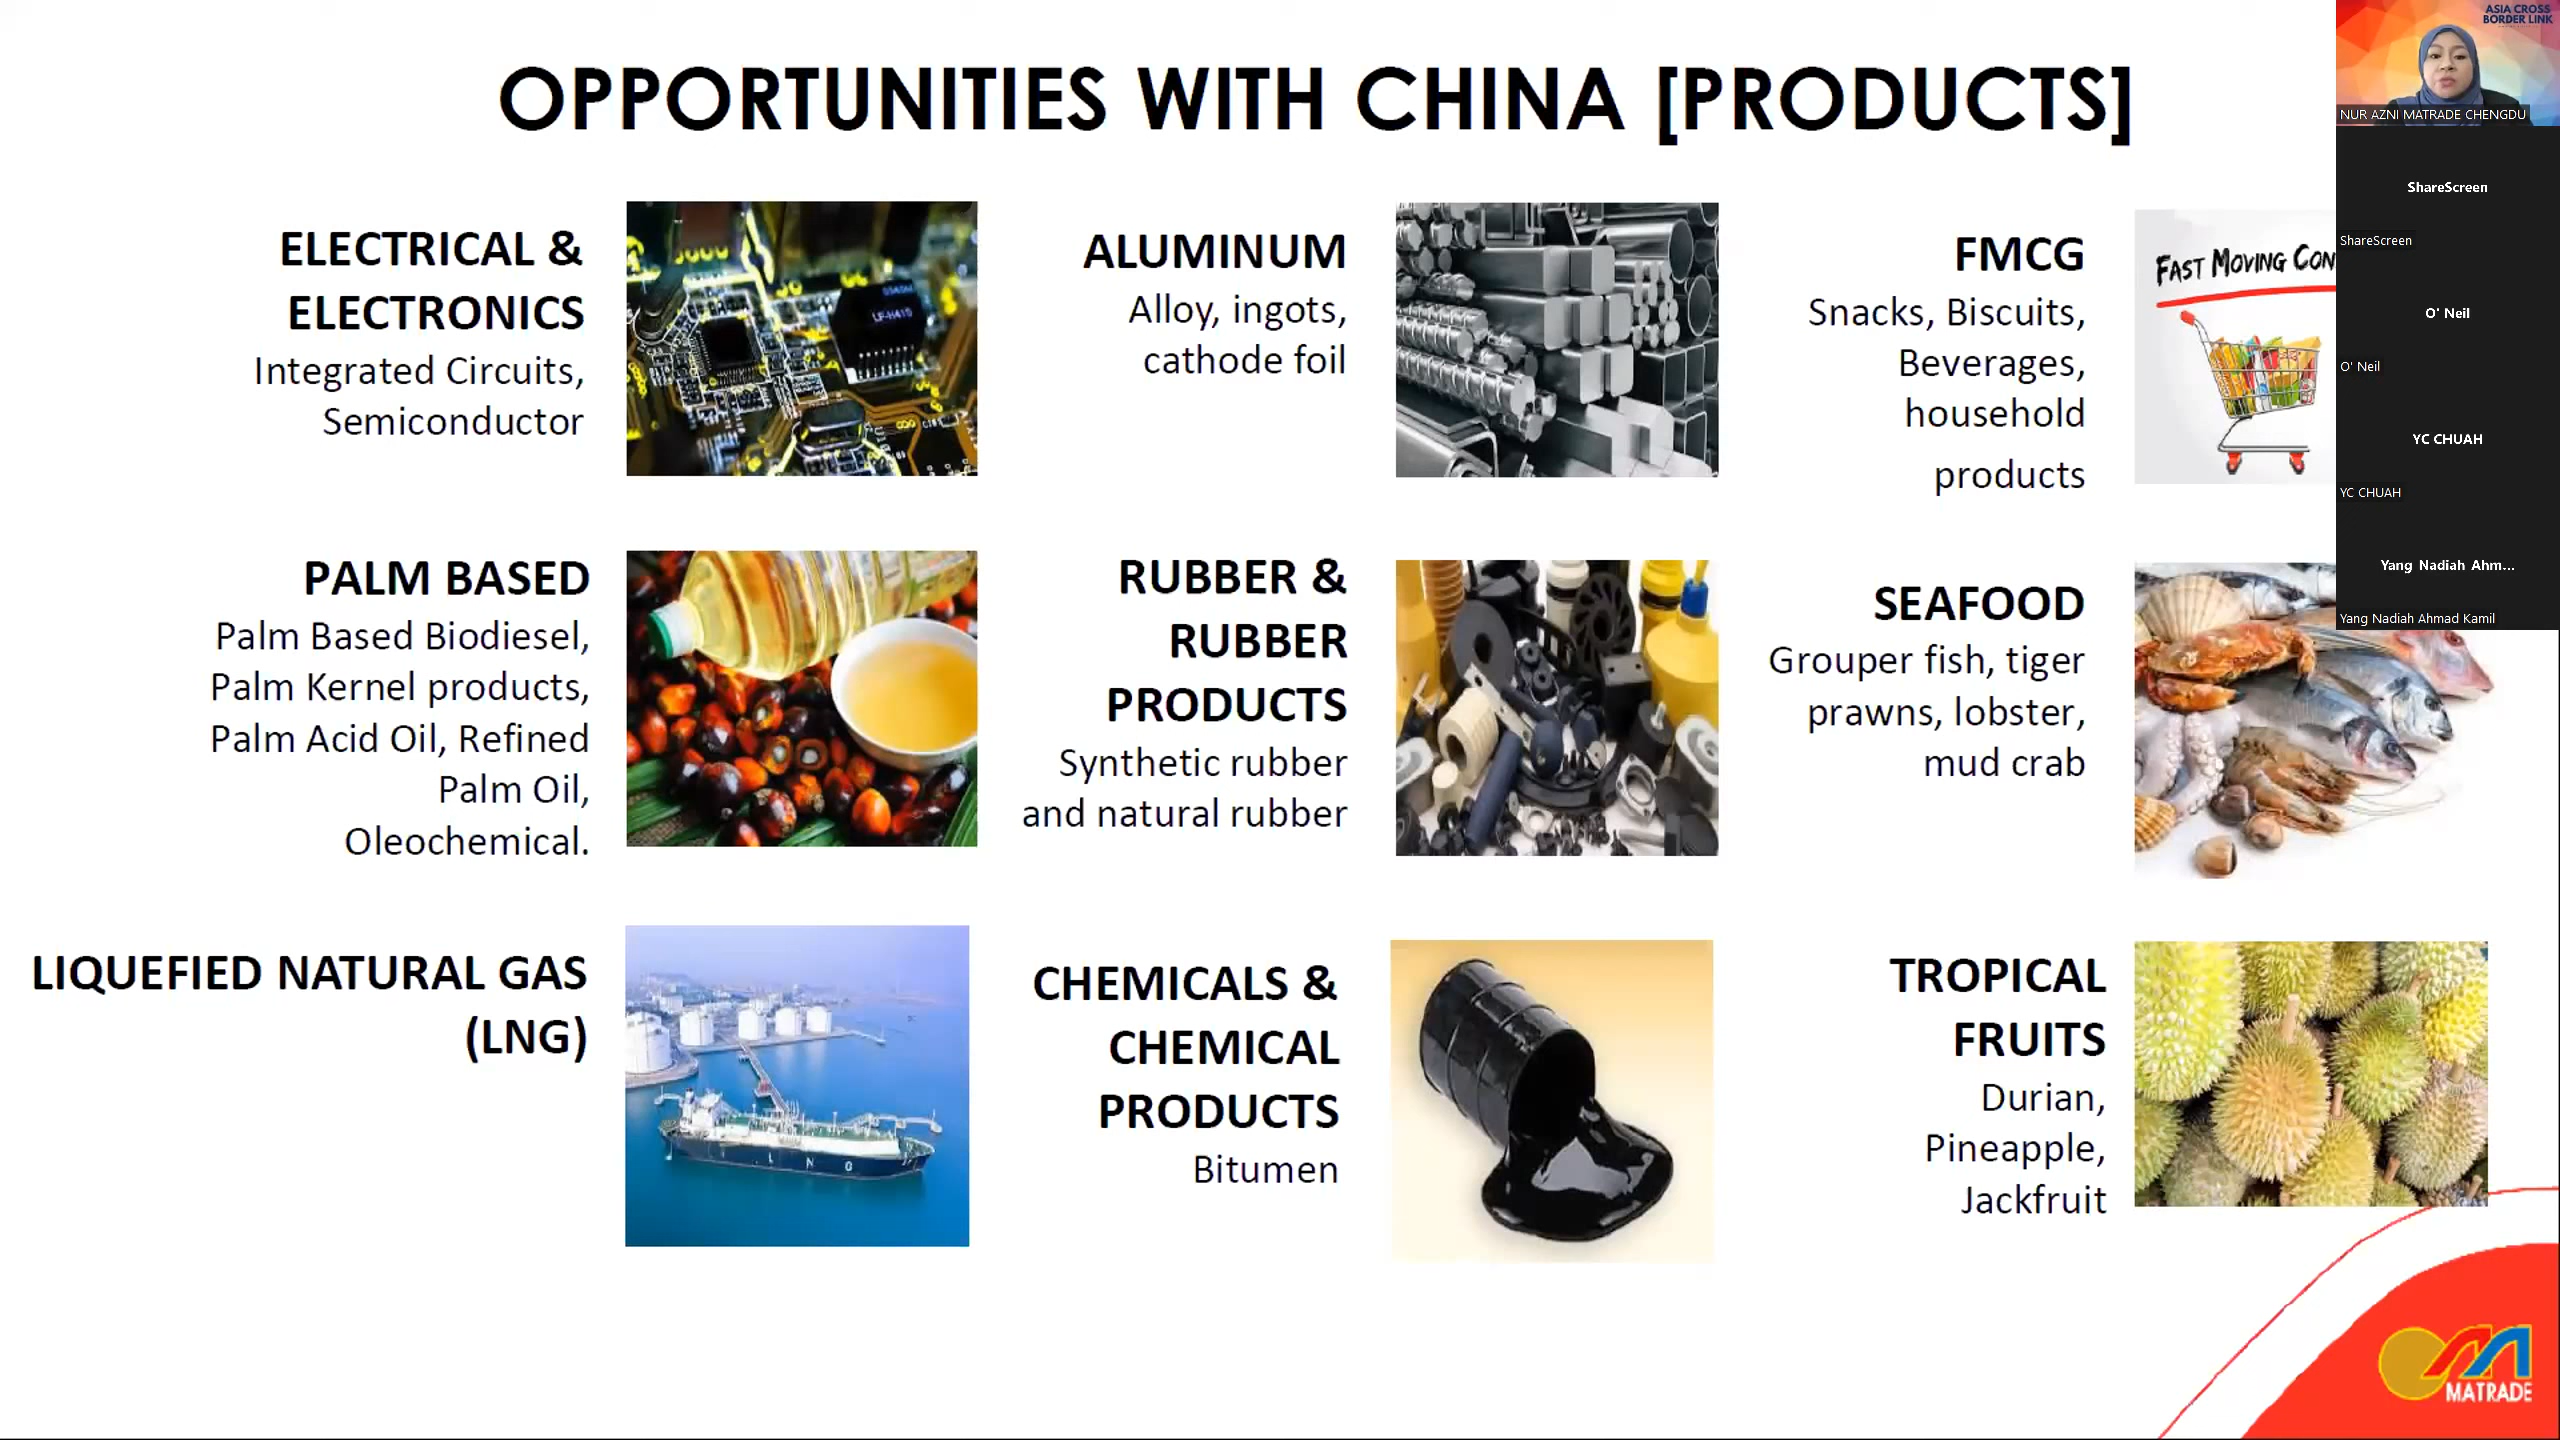 OPPORTUNITIES WITH CHINA [PRODUCTS]
ELECTRICAL &
ELECTRONICS
Integrated Circuits,
Semiconductor
LF-H41S
ALUMINUM
Alloy, ingots,
cathode foil
FMCG
Snacks, Biscuits,
Beverages,
household
products
FAST MOVING CON
PALM BASED
Palm Based Biodiesel,
Palm Kernel products,
Palm Acid Oil, Refined
Palm Oil,
Oleochemical.
RUBBER &
RUBBER
PRODUCTS
Synthetic rubber
and natural rubber
SEAFOOD
Grouper fish, tiger
prawns, lobster,
mud crab
LIQUEFIED NATURAL GAS
(LNG)
L N G
CHEMICALS &
CHEMICAL
PRODUCTS
Bitumen
TROPICAL
FRUITS
Durian,
Pineapple,
Jackfruit
MATRADE
ASIA CROSS
BORDER LINK
NUR AZNI MATRADE CHENGDU
ShareScreen
ShareScreen
O' Neil
O' Neil
YC CHUAH
YC CHUAH
Yang Nadiah Ahm...
Yang Nadiah Ahmad Kamil